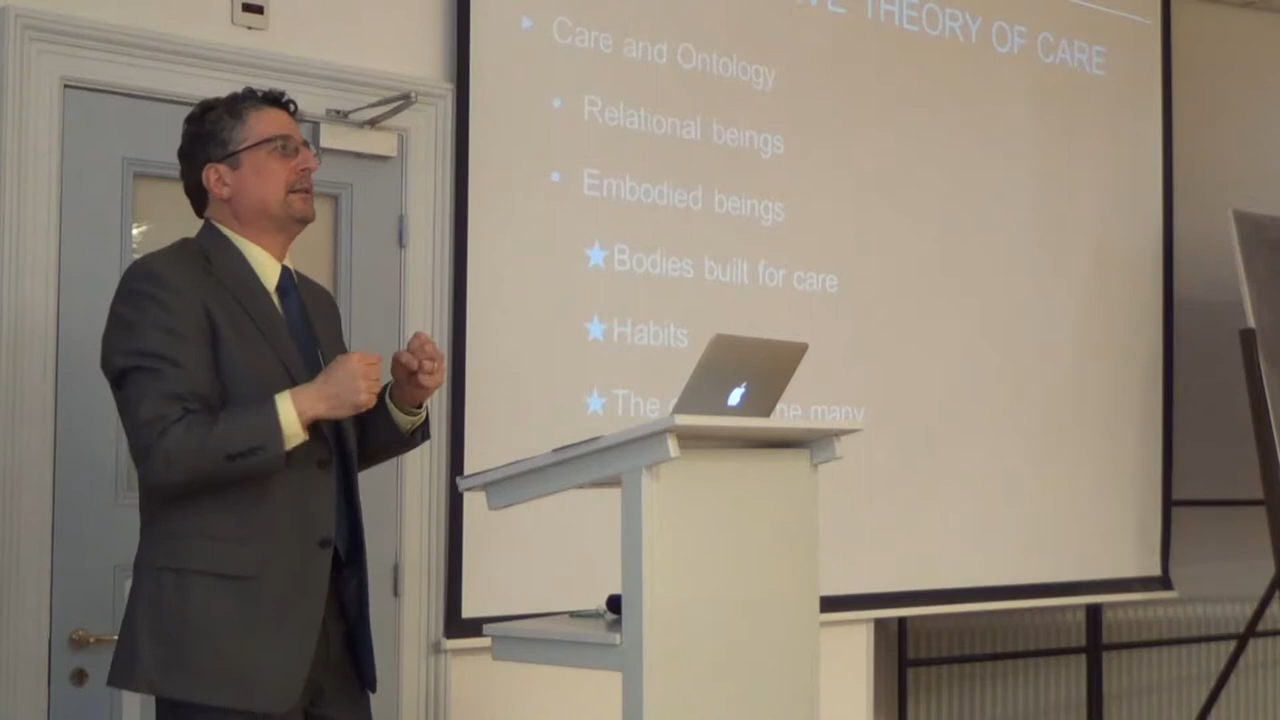 THEORY OF CARE
Care and Ontology
Relational beings
Embodied beings
Bodies built for care
Habits
The many